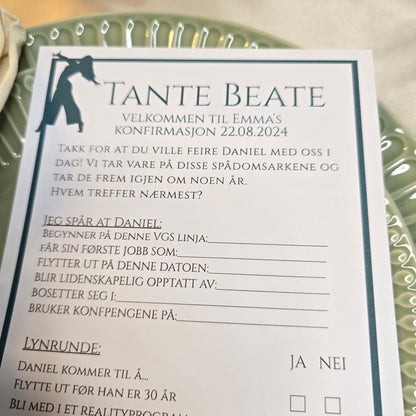 Tante Beate
Velkommen til Emma's
konfirmasjon 22.08.2024
Takk for at du ville feire Daniel med oss i
dag! Vi tar vare på disse spådomsarkene og
tar de frem igjen om noen år.
Hvem treffer nærmest?
Jeg spår at Daniel:
Begynner på denne VGS linja:
Får sin første jobb som:
Flytter ut på denne datoen:
Blir lidenskapelig opptatt av:
Bosetter seg i:
Bruker konfpengene på:
Lynrunde:
Ja Nei
Daniel kommer til å...
Flytte ut før han er 30 år
Bli med i et realityprogram